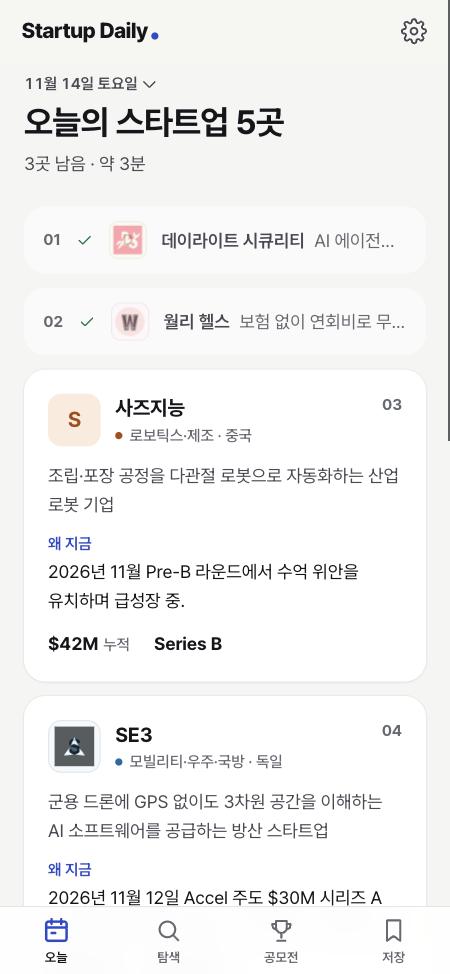 Startup Daily.
11월 14일 토요일
오늘의 스타트업 5곳
3곳 남음 · 약 3분
01 데이라이트 시큐리티 AI 에이전...
02 W 월리 헬스 보험 없이 연회비로 무...
S 사즈지능 03
로보틱스·제조 · 중국
조립·포장 공정을 다관절 로봇으로 자동화하는 산업
로봇 기업
왜 지금
2026년 11월 Pre-B 라운드에서 수억 위안을
유치하며 급성장 중.
$42M 누적 Series B
SE3 04
모빌리티·우주·국방 · 독일
군용 드론에 GPS 없이도 3차원 공간을 이해하는
AI 소프트웨어를 공급하는 방산 스타트업
왜 지금
2026년 11월 12일 Accel 주도 $30M 시리즈 A
오늘 탐색 공모전 저장